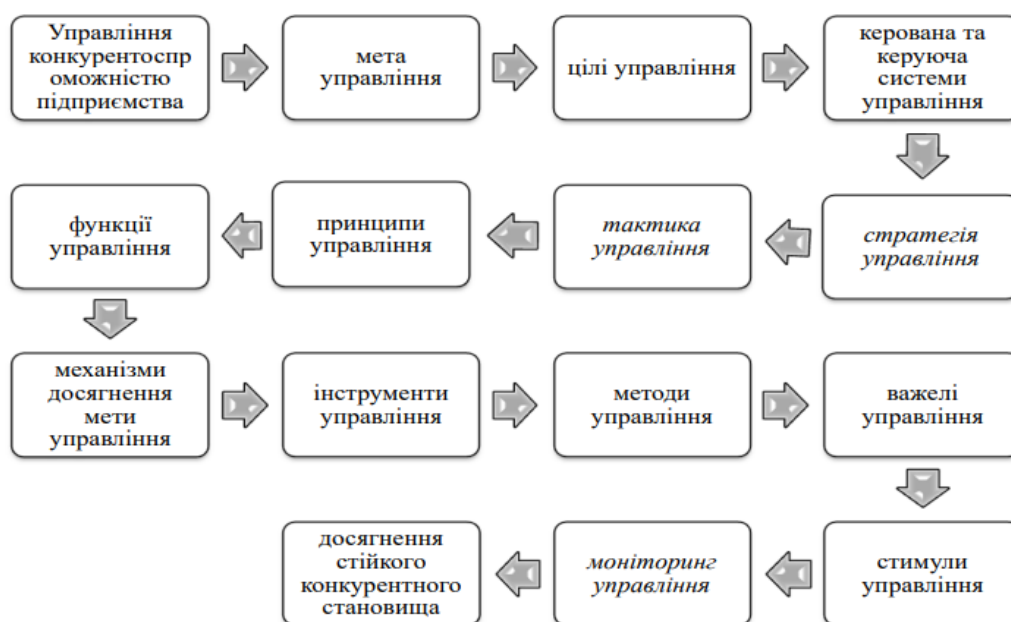 Управління
конкурентоспр
оможністю
підприємства
мета
управління
цілі управління
керована та
керуюча
системи
управління
стратегія
управління
тактика
управління
принципи
управління
функції
управління
механізми
досягнення
мети
управління
інструменти
управління
методи
управління
важелі
управління
стимули
управління
моніторинг
управління
досягнення
стійкого
конкурентного
становища